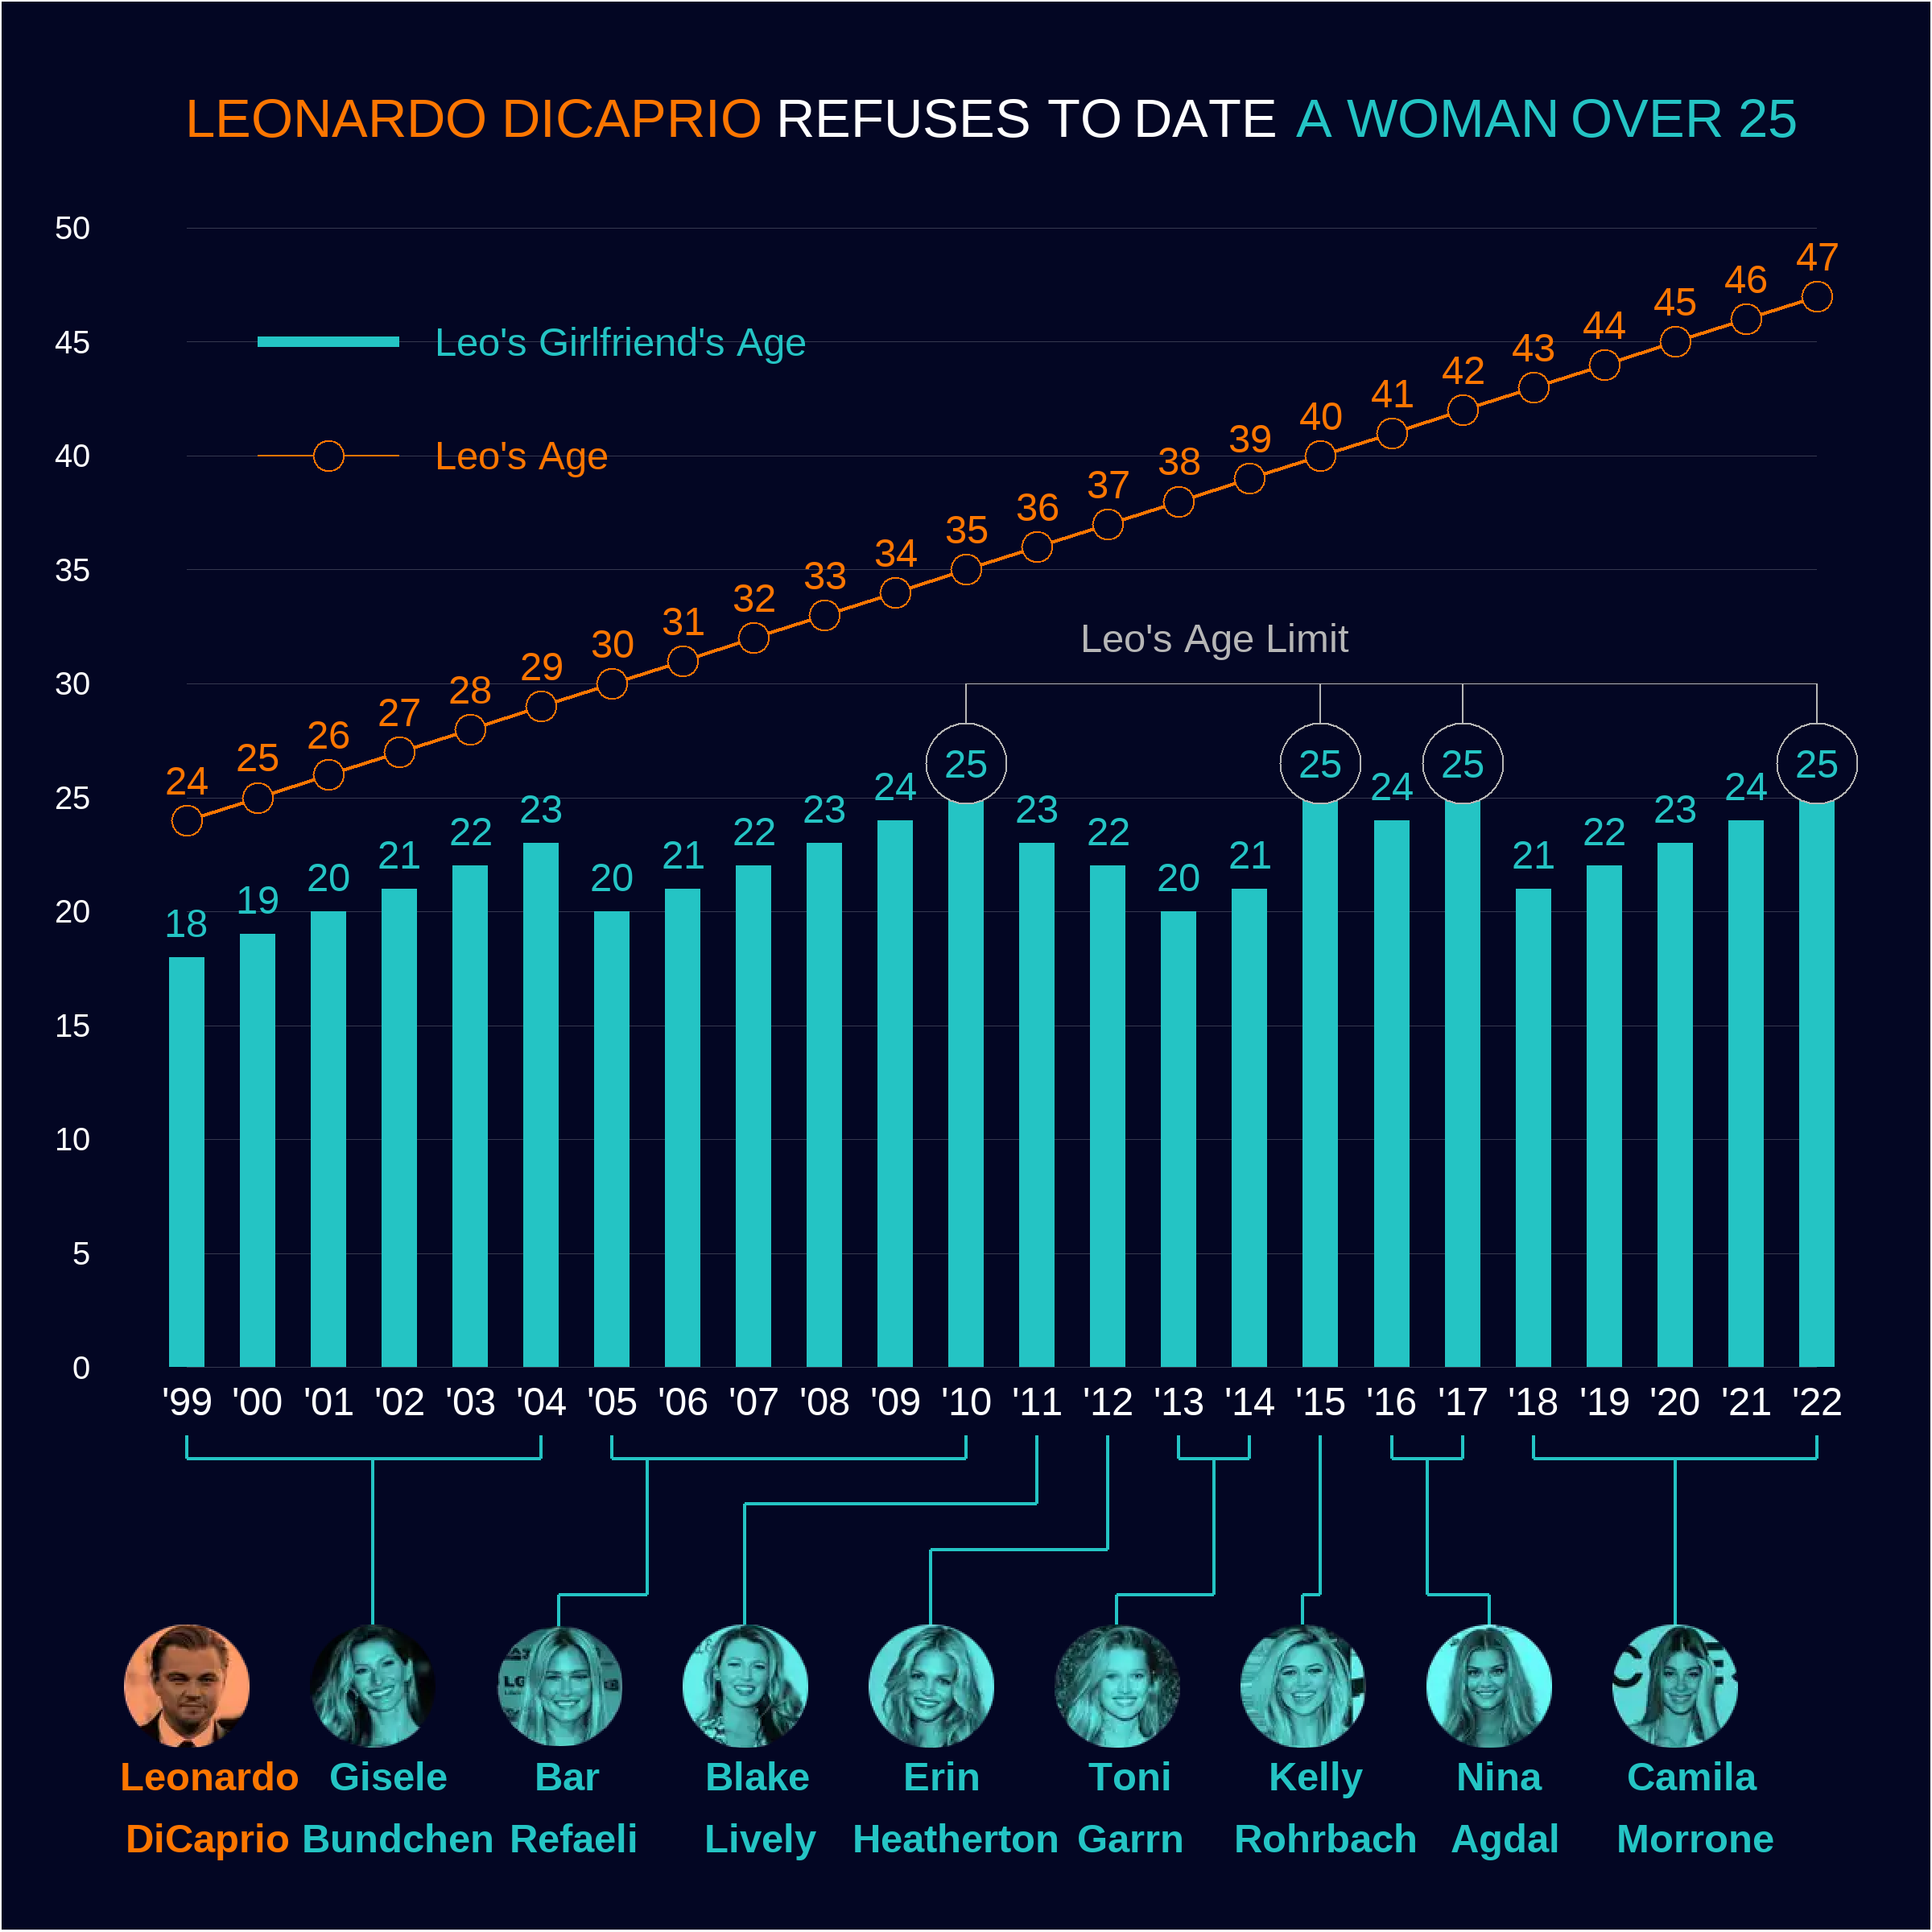 LEONARDO DICAPRIO REFUSES TO DATE A WOMAN OVER 25
50
45
40
35
30
25
20
15
10
5
0
Leo's Girlfriend's Age
Leo's Age
24 25 26 27 28 29 30 31 32 33 34 35 36 37 38 39 40 41 42 43 44 45 46 47
Leo's Age Limit
18 19 20 21 22 23 20 21 22 23 24 25 23 22 20 21 25 24 25 21 22 23 24 25
'99 '00 '01 '02 '03 '04 '05 '06 '07 '08 '09 '10 '11 '12 '13 '14 '15 '16 '17 '18 '19 '20 '21 '22
Leonardo Gisele Bar Blake Erin Toni Kelly Nina Camila
DiCaprio Bundchen Refaeli Lively Heatherton Garrn Rohrbach Agdal Morrone